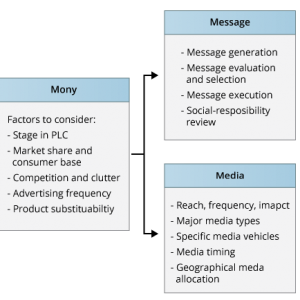 Message
- Message generation
- Message evaluation
and selection
- Message execution
- Social-resposibility
review
Mony
Factors to consider:
- Stage in PLC
- Market share and
consumer base
- Competition and clutter
- Advertising frequency
- Product substituabiltiy
Media
- Reach, frequency, imapct
- Major media types
- Specific media vehicles
- Media timing
- Geographical meda
allocation